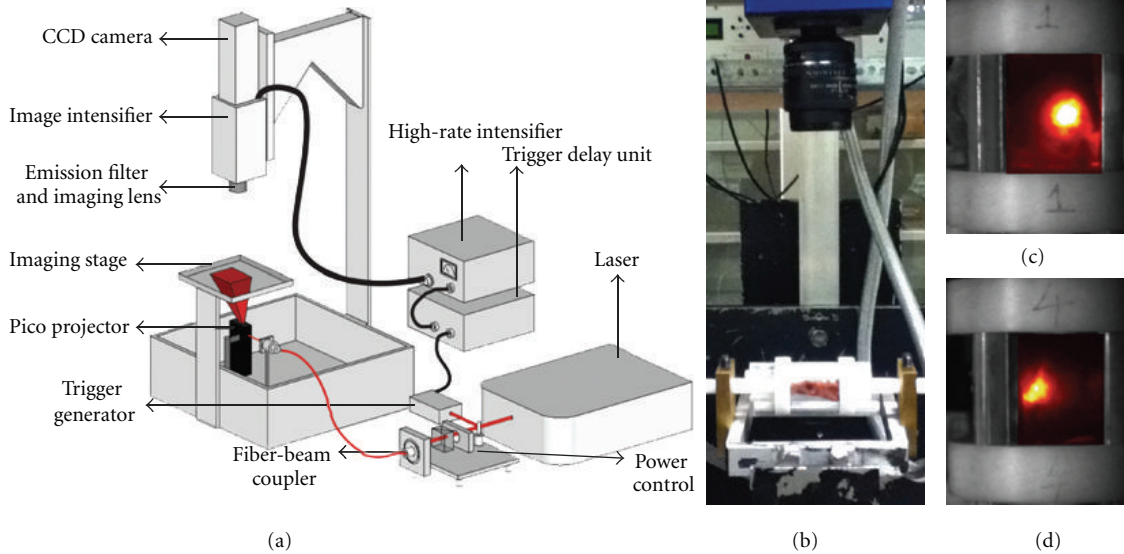 CCD camera
Image intensifier
Emission filter
and imaging lens
High-rate intensifier
Trigger delay unit
Imaging stage
Laser
Pico projector
Trigger
generator
Fiber-beam
coupler
Power
control
(a)
(b)
1
1
(c)
4
(d)